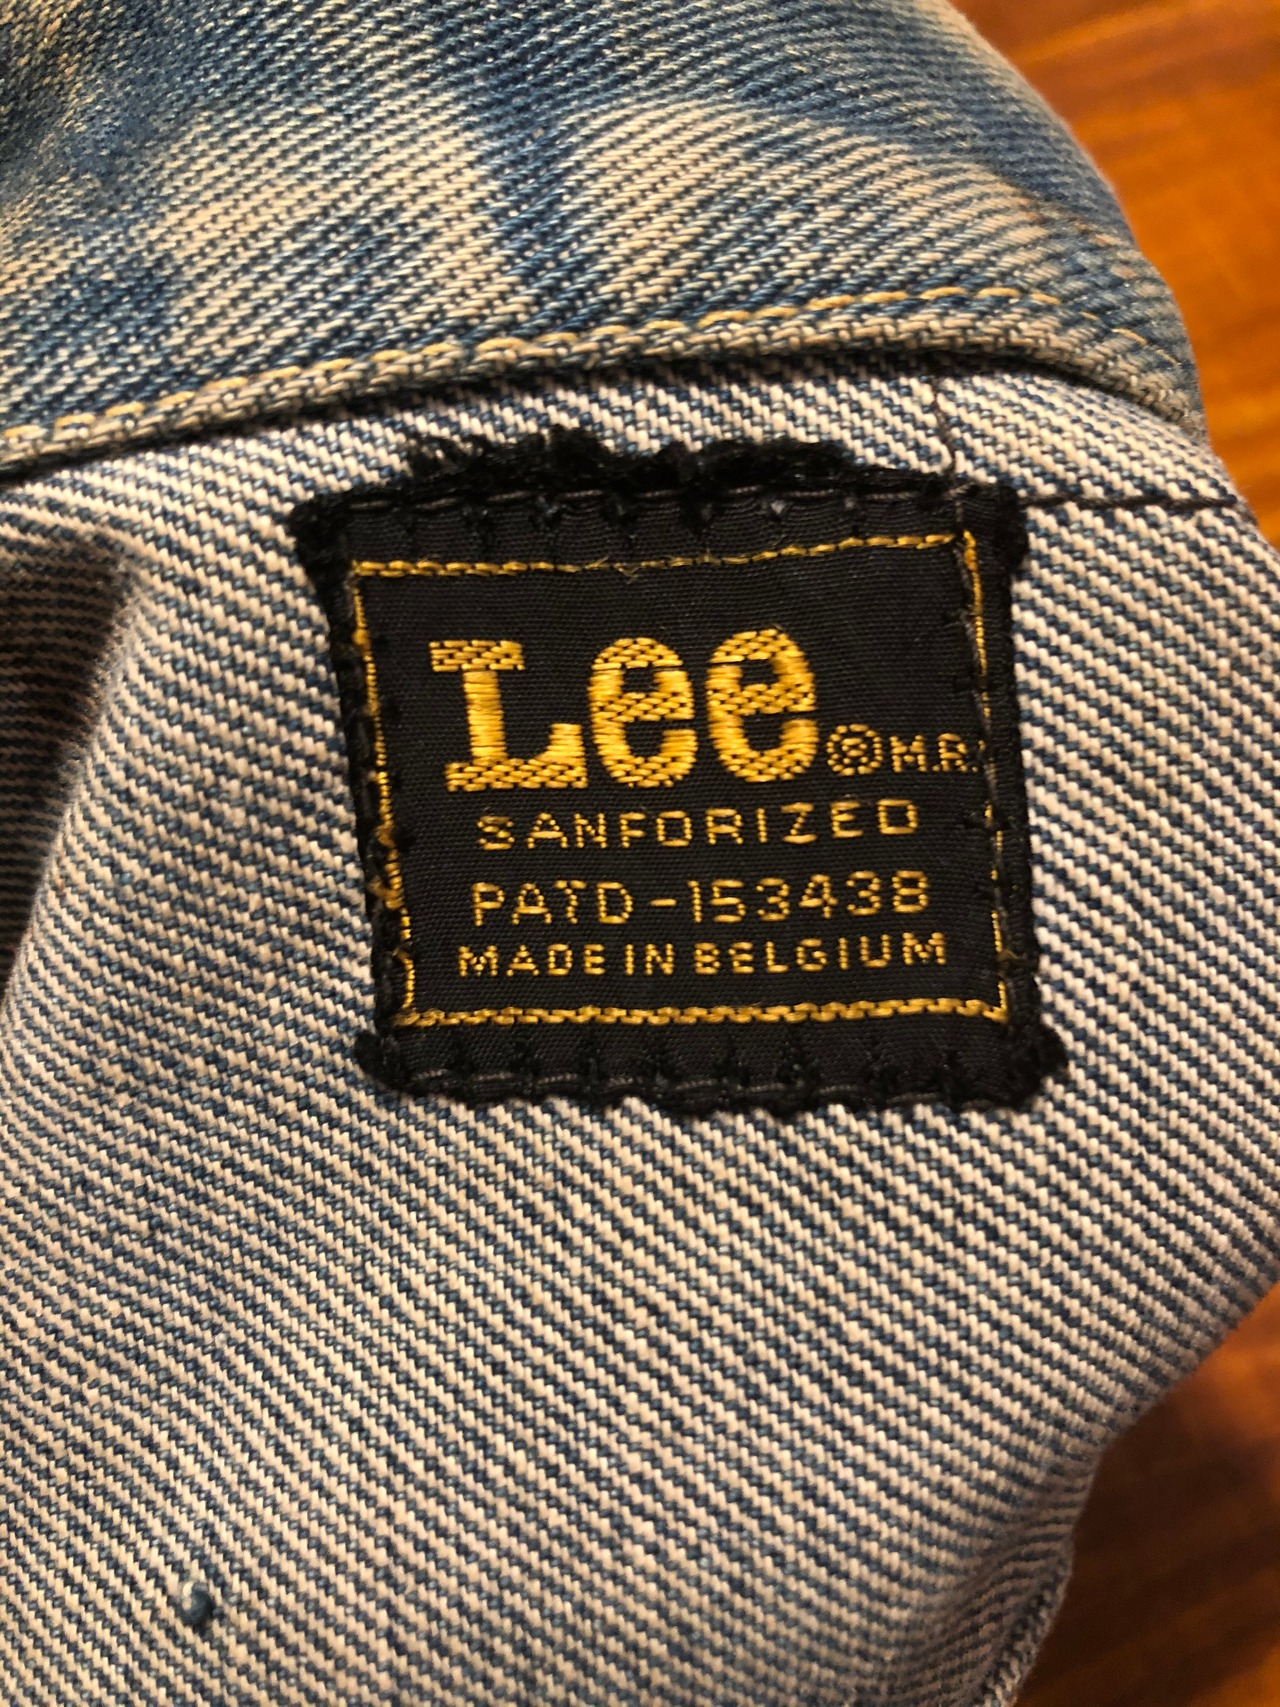 Lee ® M.R.
SANFORIZED
PATD-153438
MADE IN BELGIUM